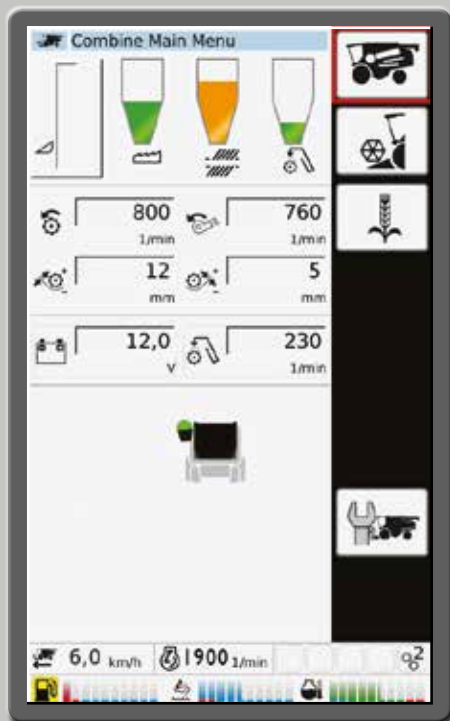 Combine Main Menu
800 760
1/min 1/min
12 5
mm mm
12,0 230
V 1/min
6,0 km/h 1900 1/min 2